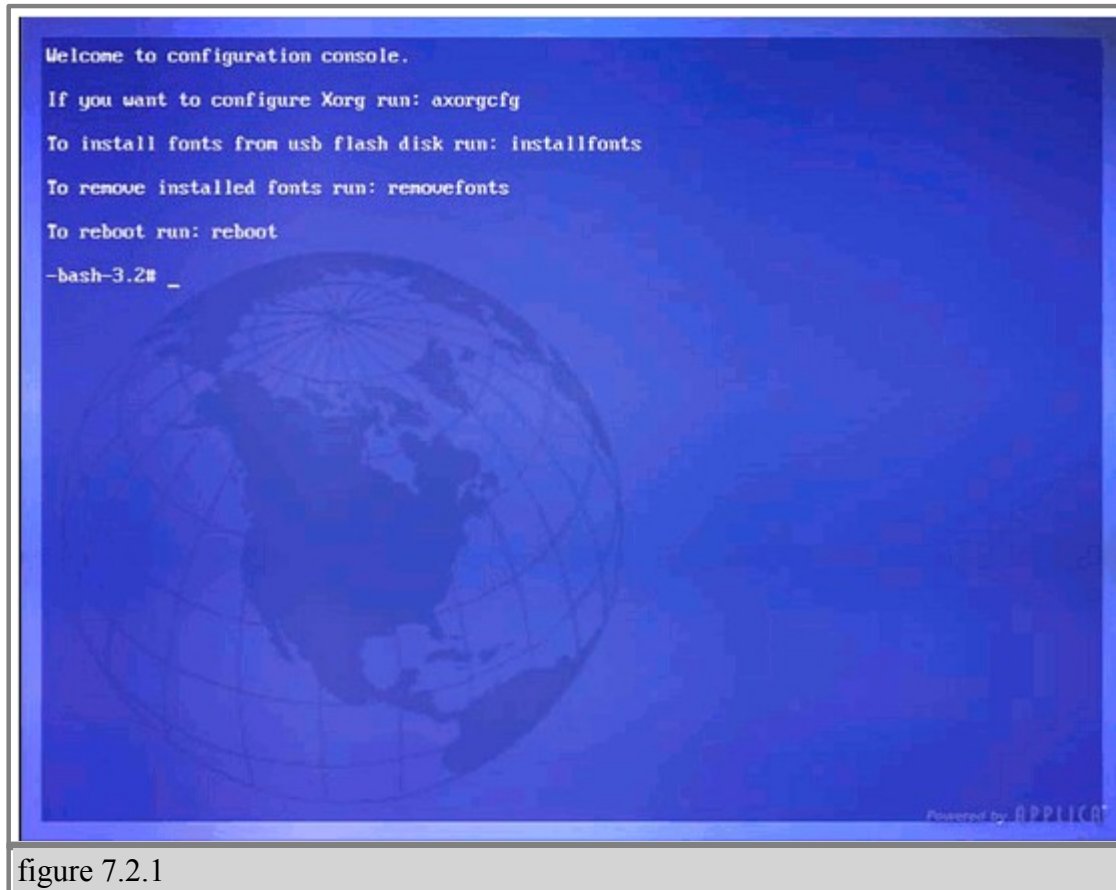 Welcome to configuration console.
If you want to configure Xorg run: axorgcfg
To install fonts from usb flash disk run: installfonts
To remove installed fonts run: removefonts
To reboot run: reboot
-bash-3.2# _
Powered by APPLICA
figure 7.2.1